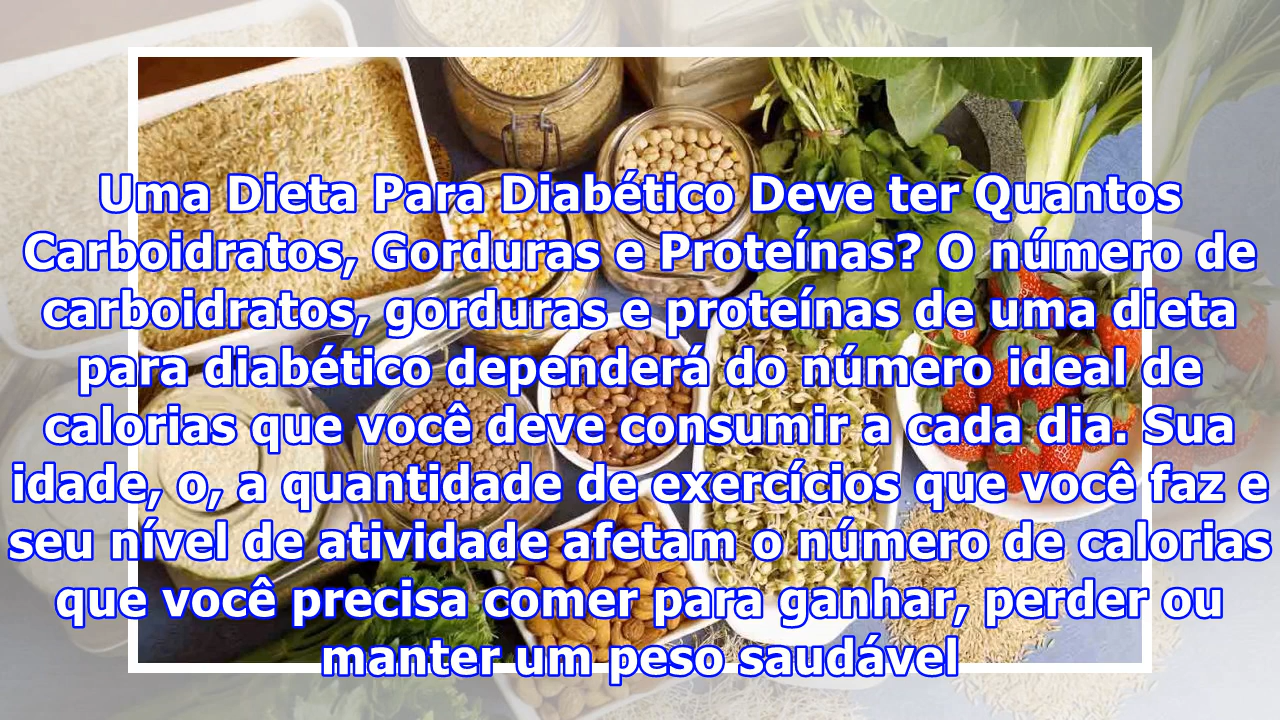 Uma Dieta Para Diabético Deve ter Quantos
Carboidratos, Gorduras e Proteínas? O número de
carboidratos, gorduras e proteínas de uma dieta
para diabético dependerá do número ideal de
calorias que você deve consumir a cada dia. Sua
idade, o, a quantidade de exercícios que você faz e
seu nível de atividade afetam o número de calorias
que você precisa comer para ganhar, perder ou
manter um peso saudável